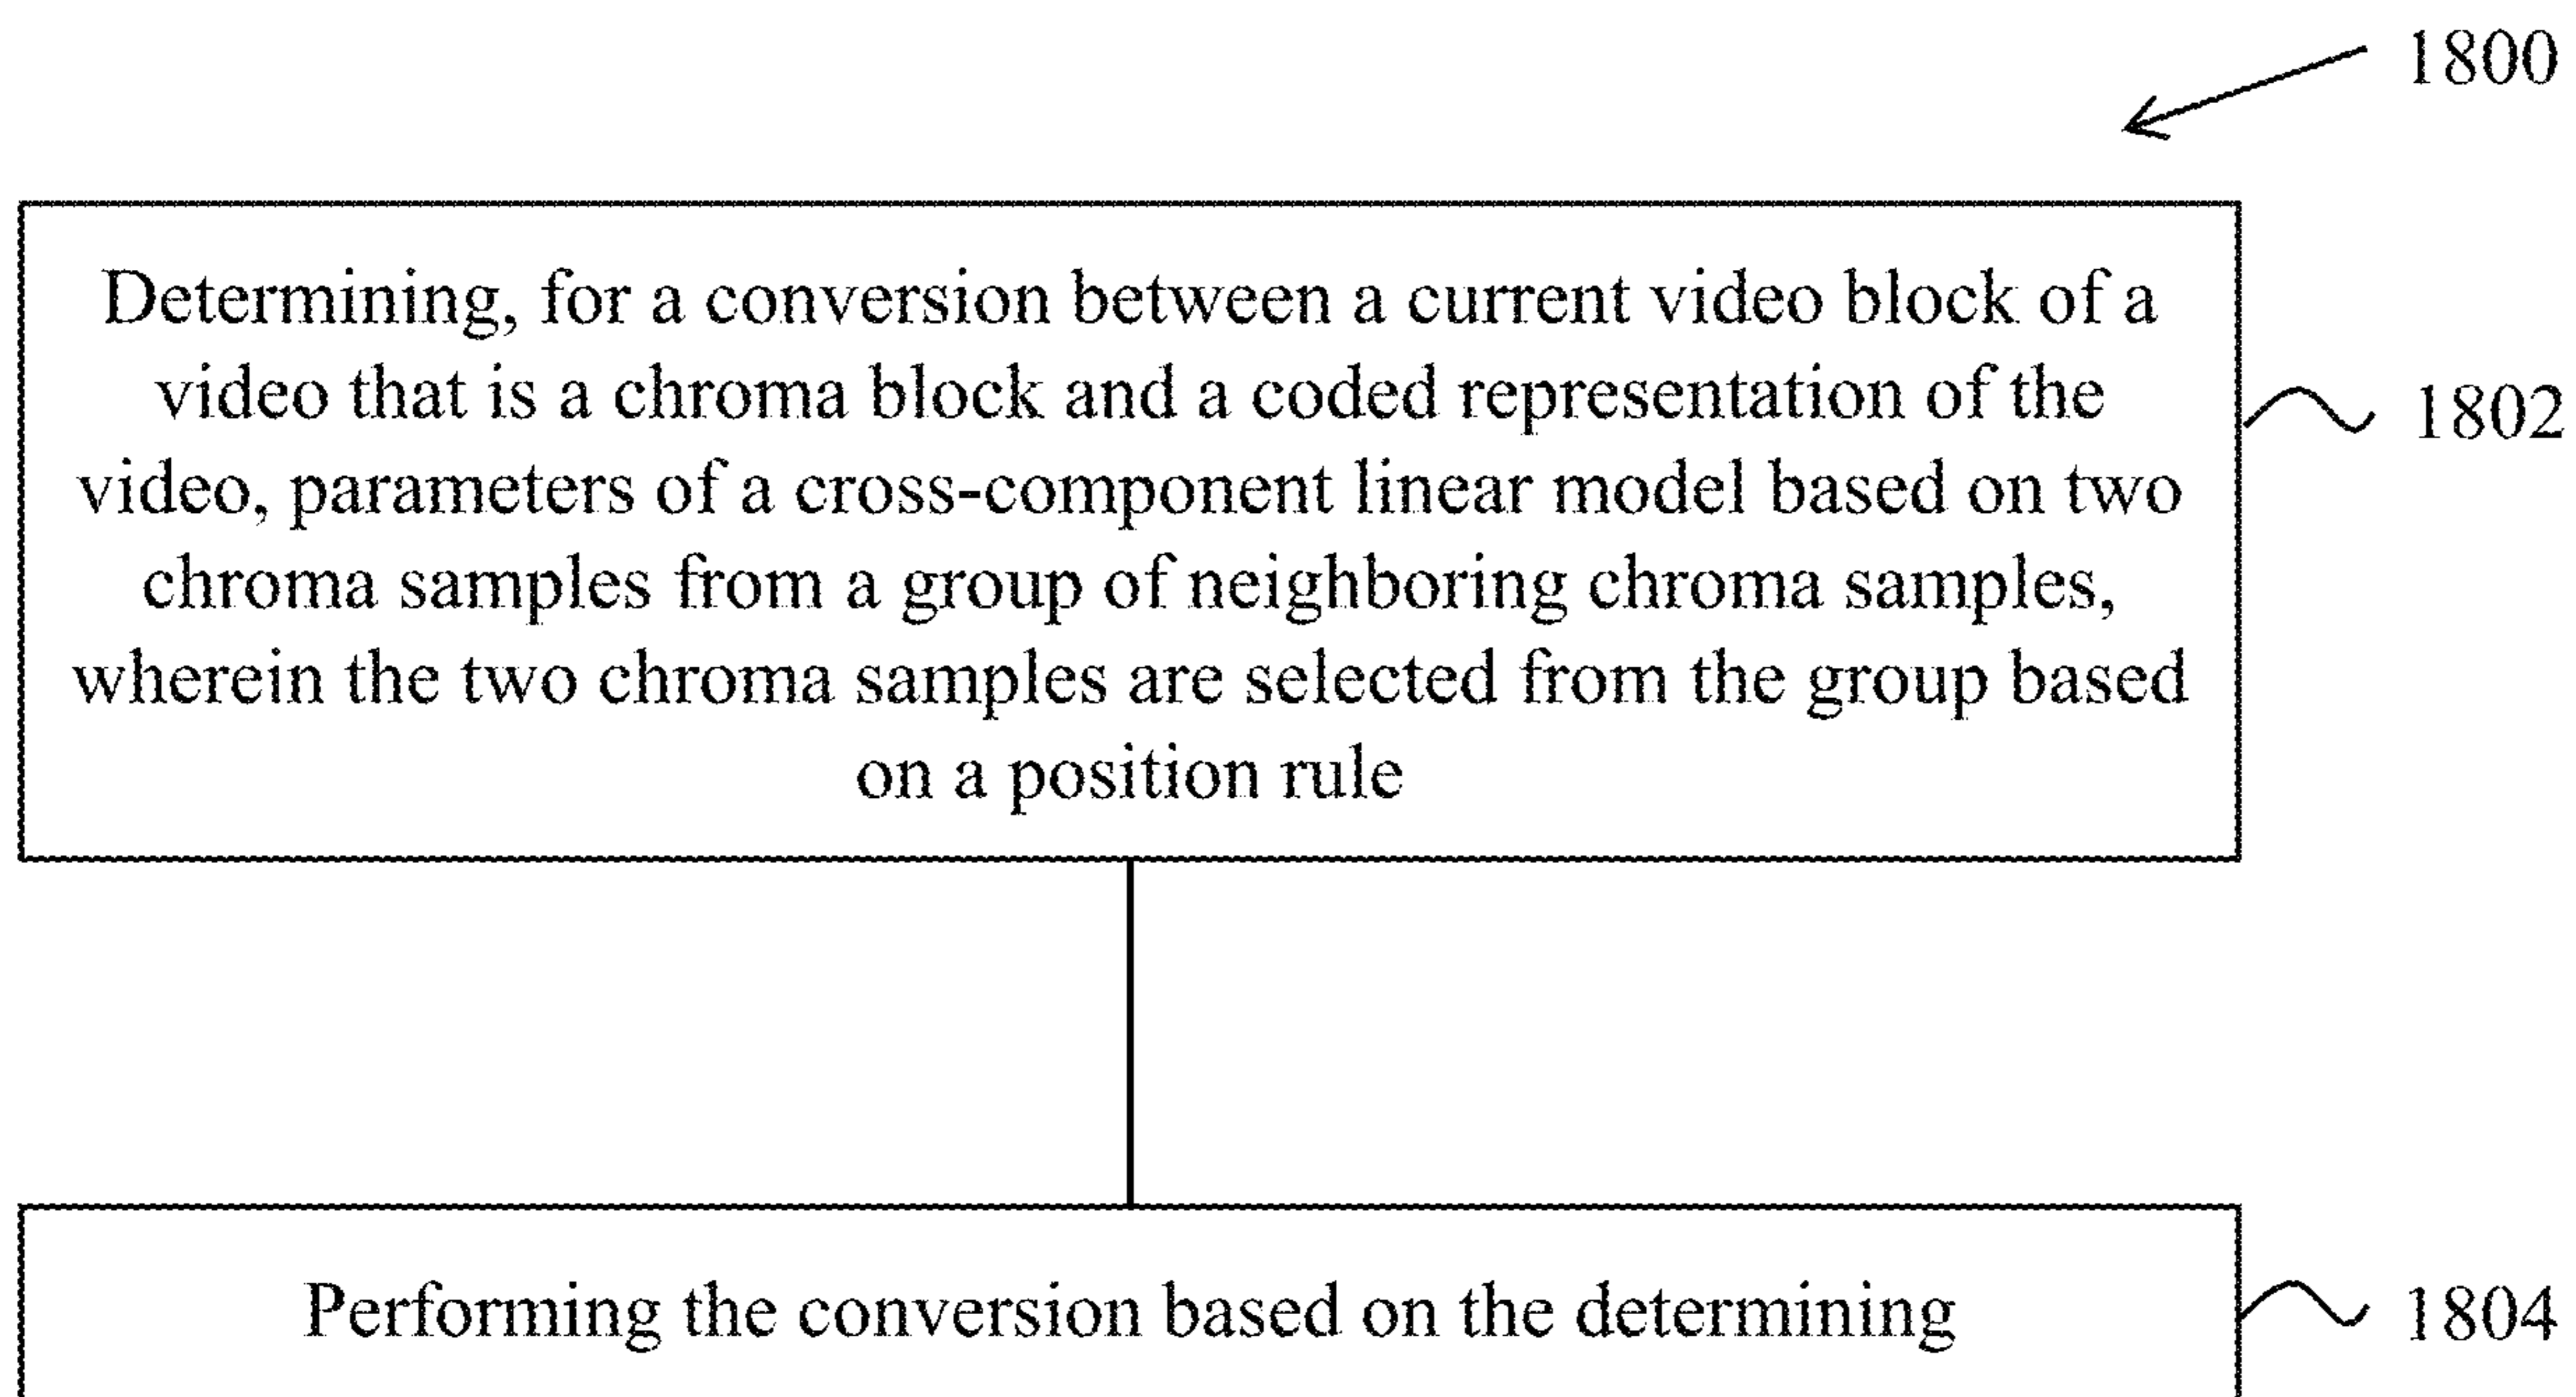 1800
Determining, for a conversion between a current video block of a
video that is a chroma block and a coded representation of the
video, parameters of a cross-component linear model based on two
chroma samples from a group of neighboring chroma samples,
wherein the two chroma samples are selected from the group based
on a position rule
1802
Performing the conversion based on the determining
1804